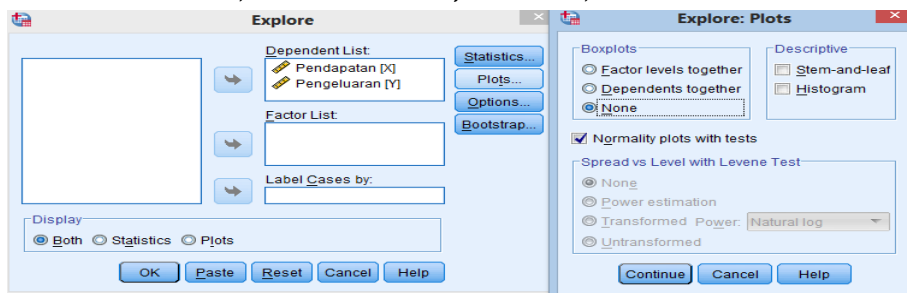 Explore
Dependent List:
Pendapatan [X]
Pengeluaran [Y]
Factor List:
Label Cases by:
Statistics...
Plots...
Options...
Bootstrap...
Display
Both Statistics Plots
OK Paste Reset Cancel Help
Explore: Plots
Boxplots
Factor levels together
Dependents together
None
Descriptive
Stem-and-leaf
Histogram
Normality plots with tests
Spread vs Level with Levene Test
None
Power estimation
Transformed Power: Natural log
Untransformed
Continue Cancel Help